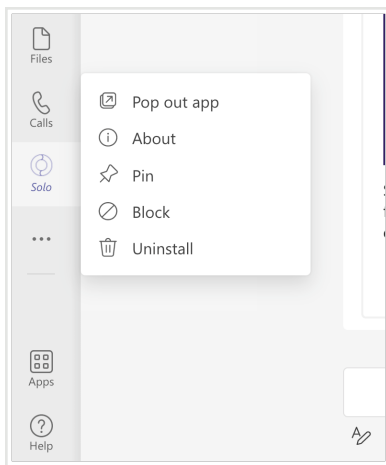 Files
Calls
Solo
Pop out app
About
Pin
Block
Uninstall
Apps
Help